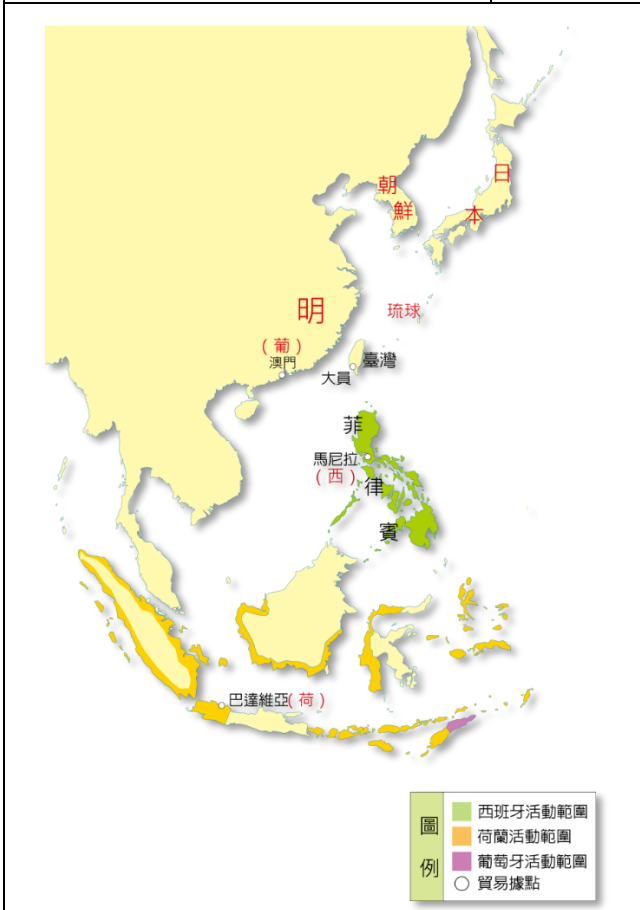 日
本
朝
鮮
明
琉球
（葡）
澳門
臺灣
大員
菲
律
賓
馬尼拉
（西）
巴達維亞（荷）
圖
例
西班牙活動範圍
荷蘭活動範圍
葡萄牙活動範圍
貿易據點